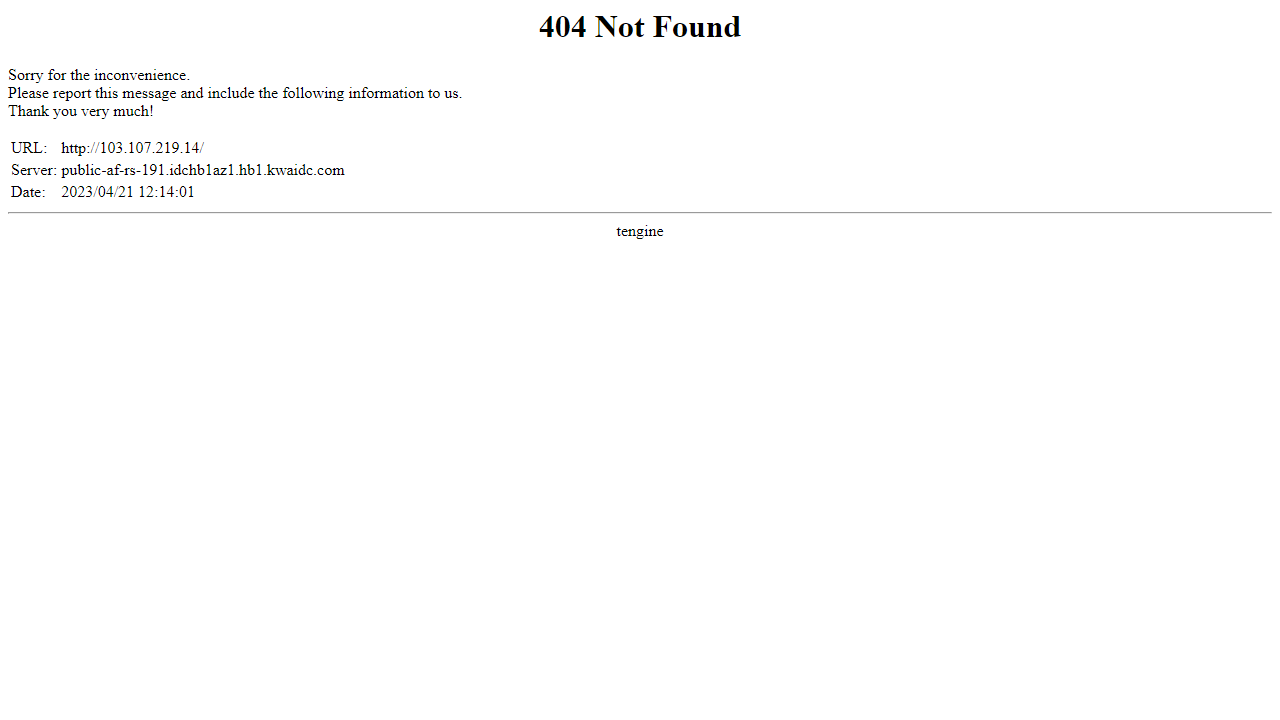 404 Not Found
Sorry for the inconvenience.
Please report this message and include the following information to us.
Thank you very much!
URL: http://103.107.219.14/
Server: public-af-rs-191.idchb1az1.hb1.kwaidc.com
Date: 2023/04/21 12:14:01
tengine